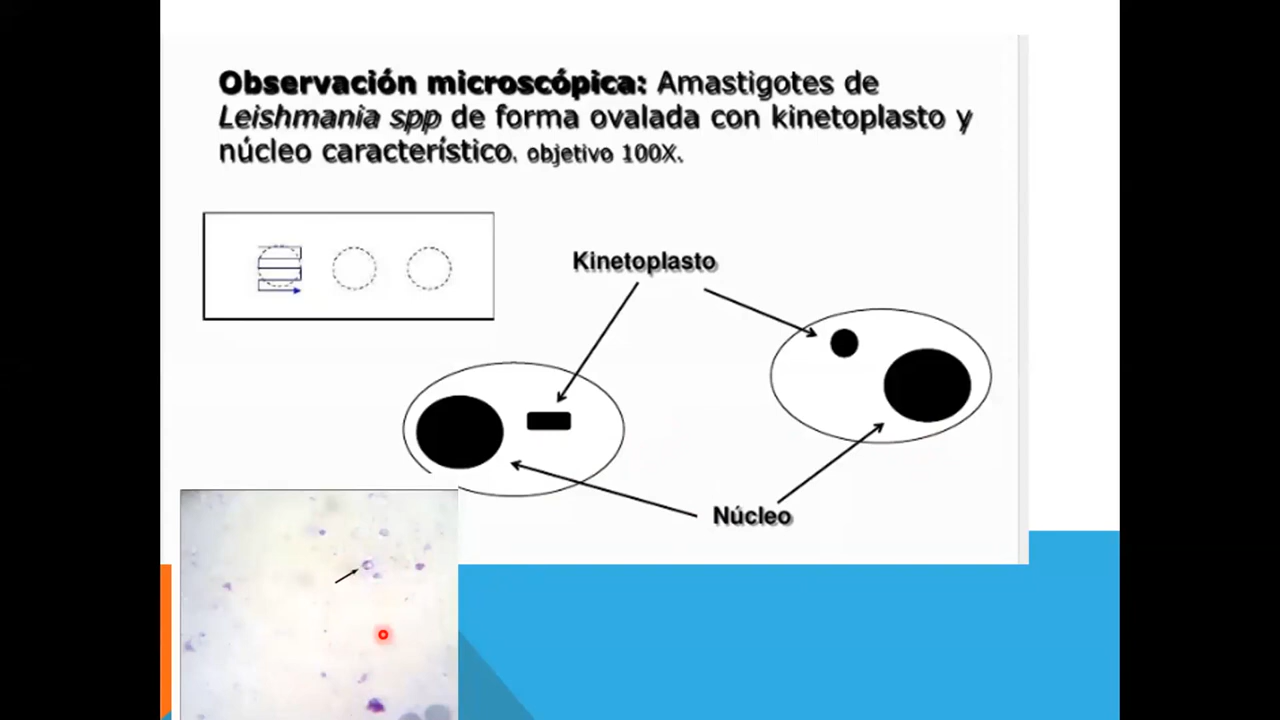 Observación microscópica: Amastigotes de
Leishmania spp de forma ovalada con kinetoplasto y
núcleo característico. objetivo 100X.
Kinetoplasto
Núcleo